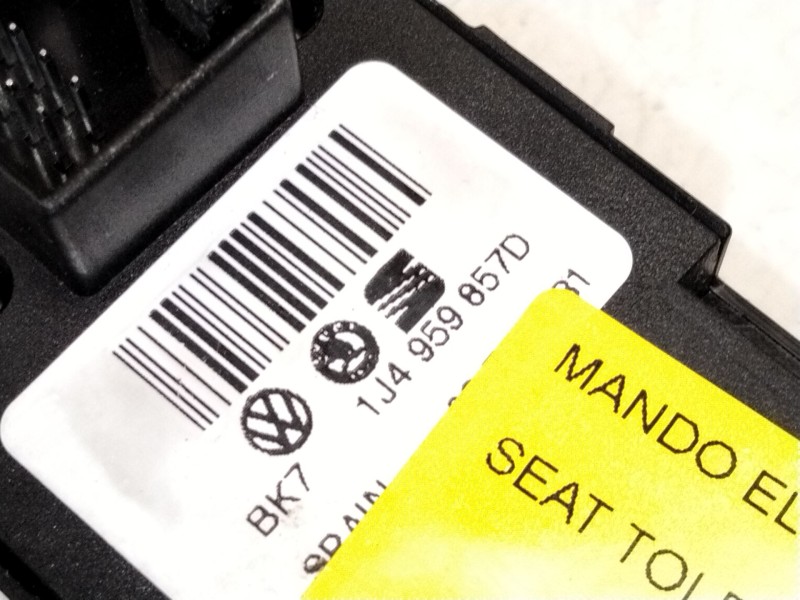 1J4 959 857D
BK7
MANDO EL
SEAT TOL